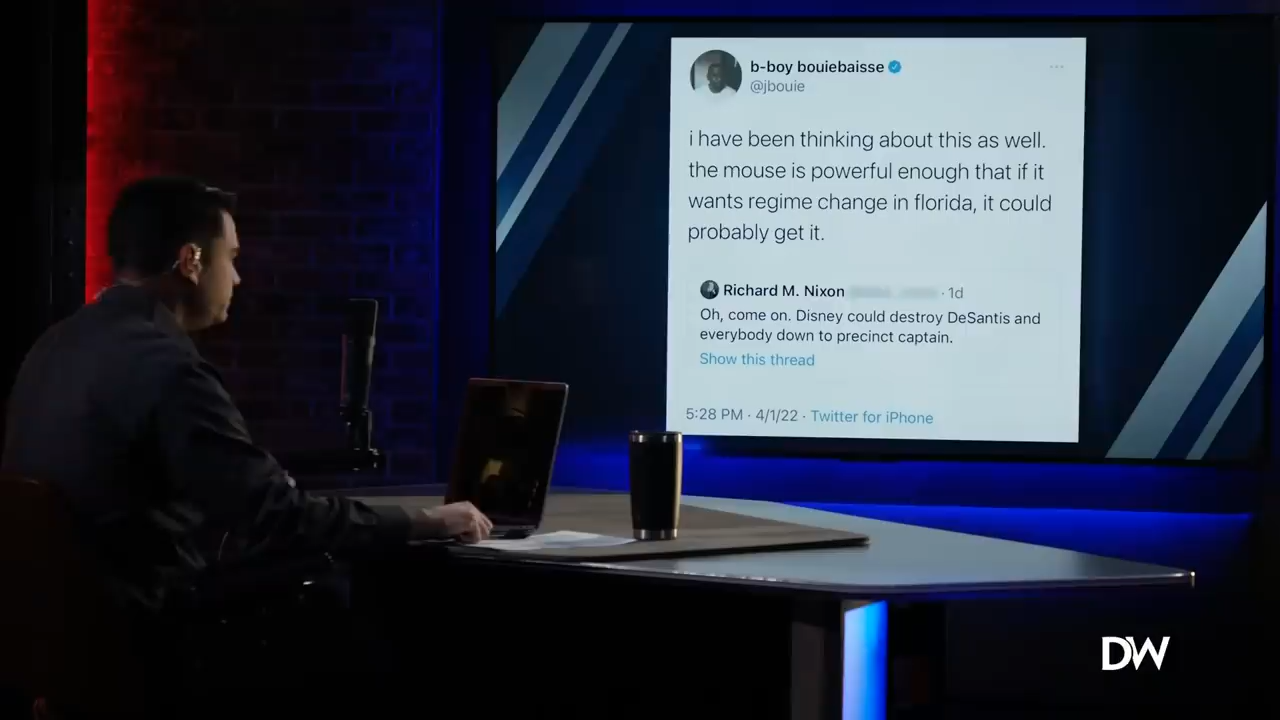 b-boy bouiebaisse
@jbouie
i have been thinking about this as well.
the mouse is powerful enough that if it
wants regime change in florida, it could
probably get it.
Richard M. Nixon · 1d
Oh, come on. Disney could destroy DeSantis and
everybody down to precinct captain.
Show this thread
5:28 PM · 4/1/22 · Twitter for iPhone
DW